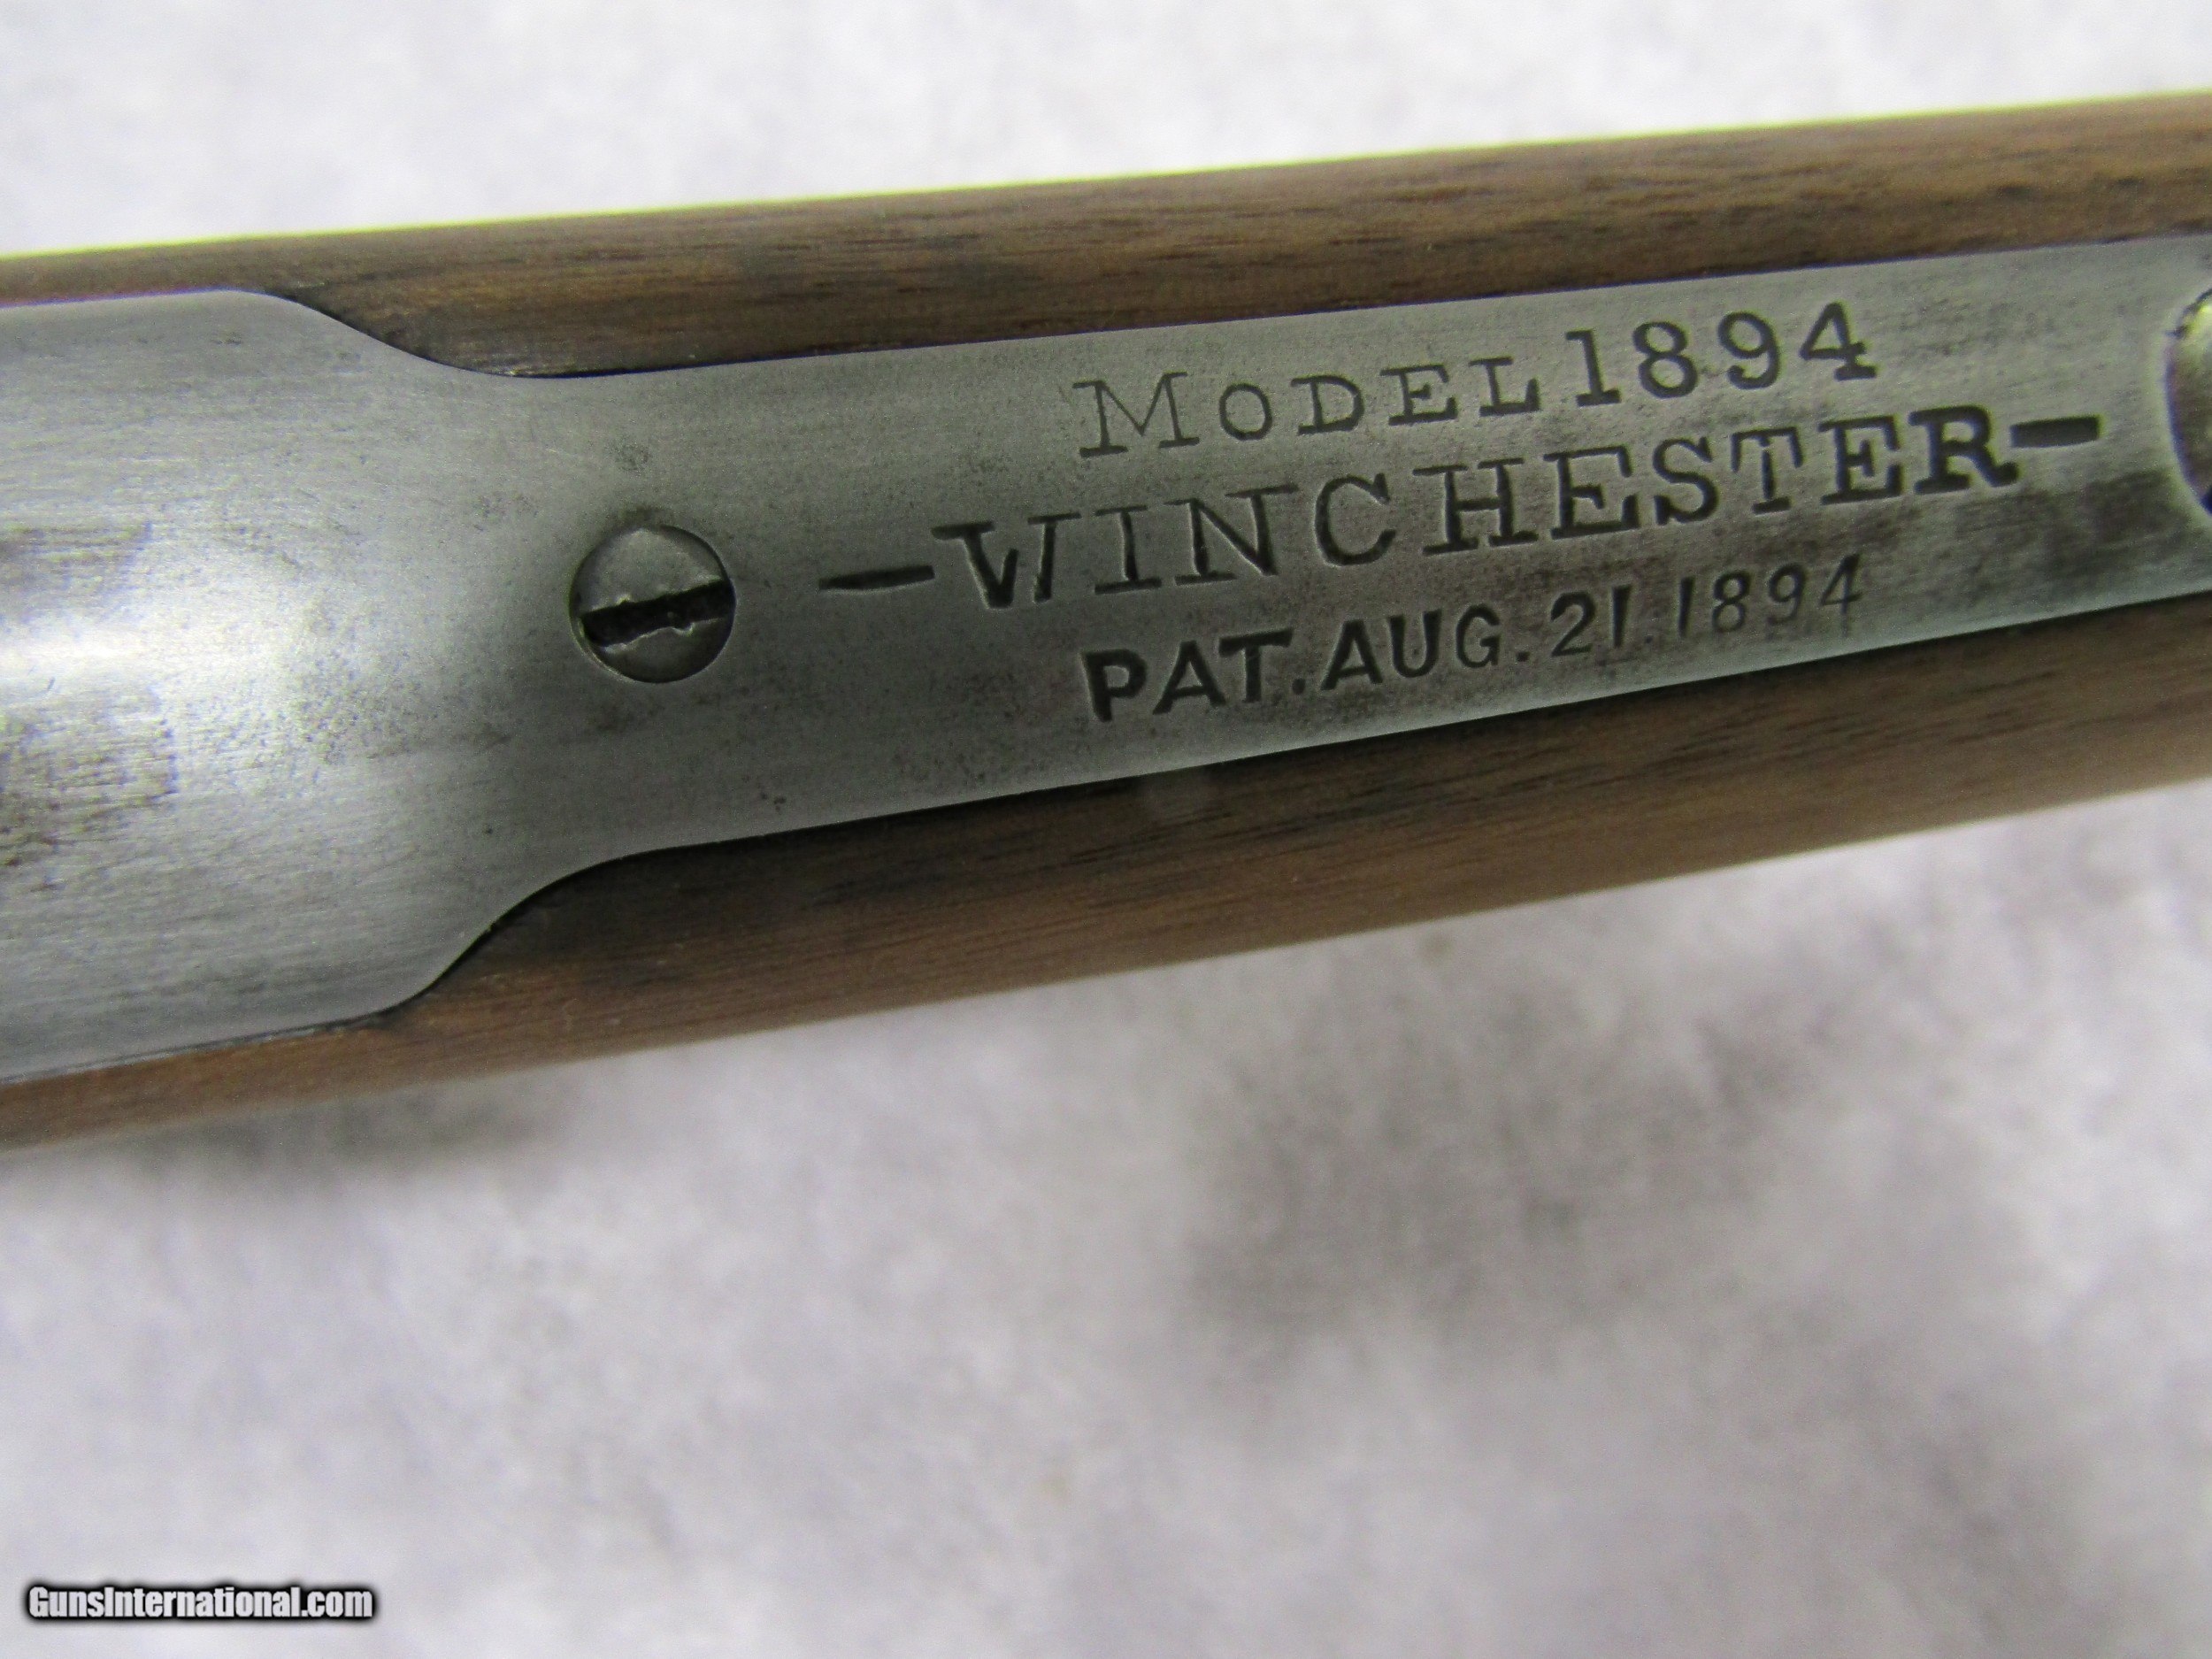 MODEL 1894
-WINCHESTER-
PAT. AUG. 21. 1894
GunsInternational.com